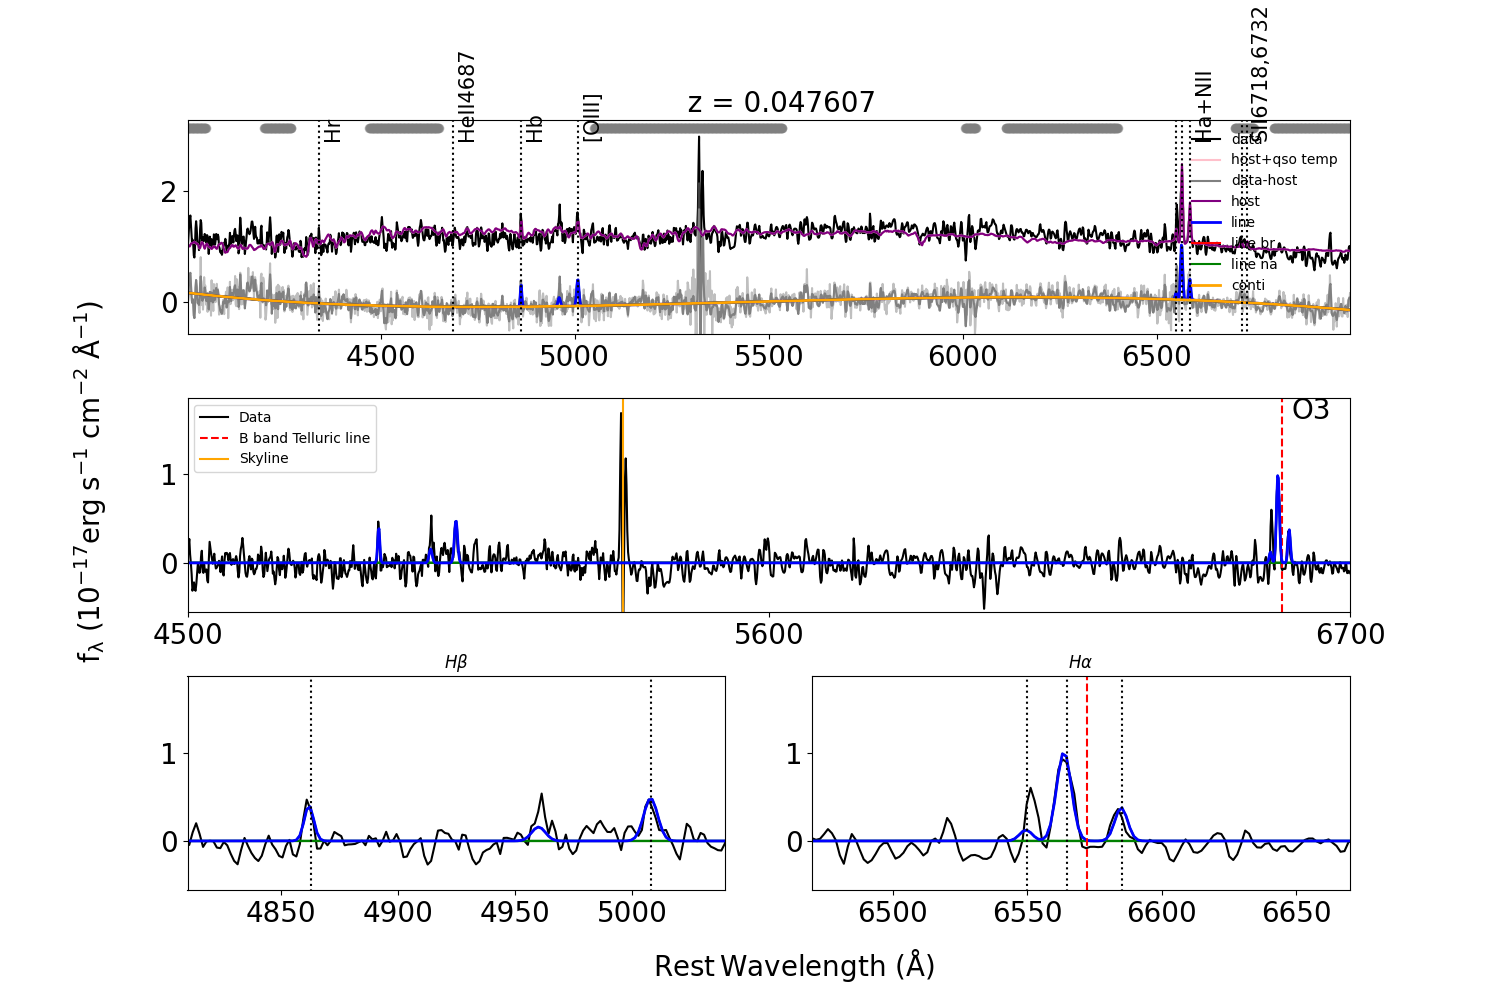 z = 0.047607
Hr
HeII4687
Hb
[OIII]
Ha+NII
SII6718,6732
data
host+qso temp
data-host
host
line
line br
line na
conti
2
0
4500 5000 5500 6000 6500
fλ (10⁻¹⁷erg s⁻¹ cm⁻² Å⁻¹)
Data
B band Telluric line
Skyline
O3
1
0
4500 5600 6700
Hβ
1
0
4850 4900 4950 5000
Hα
1
0
6500 6550 6600 6650
Rest Wavelength (Å)